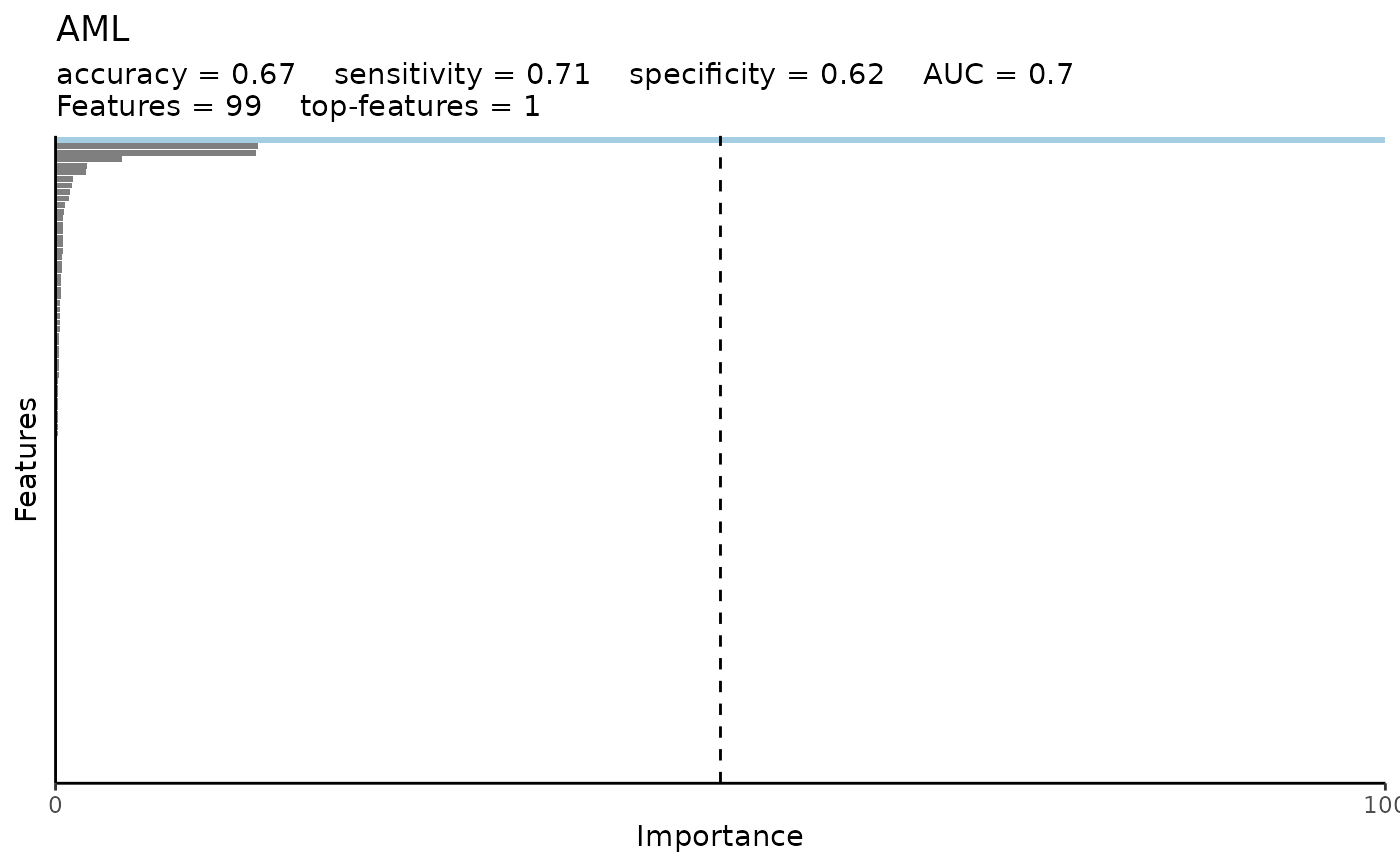 AML
accuracy = 0.67 sensitivity = 0.71 specificity = 0.62 AUC = 0.7
Features = 99 top-features = 1
Features
0 100
Importance